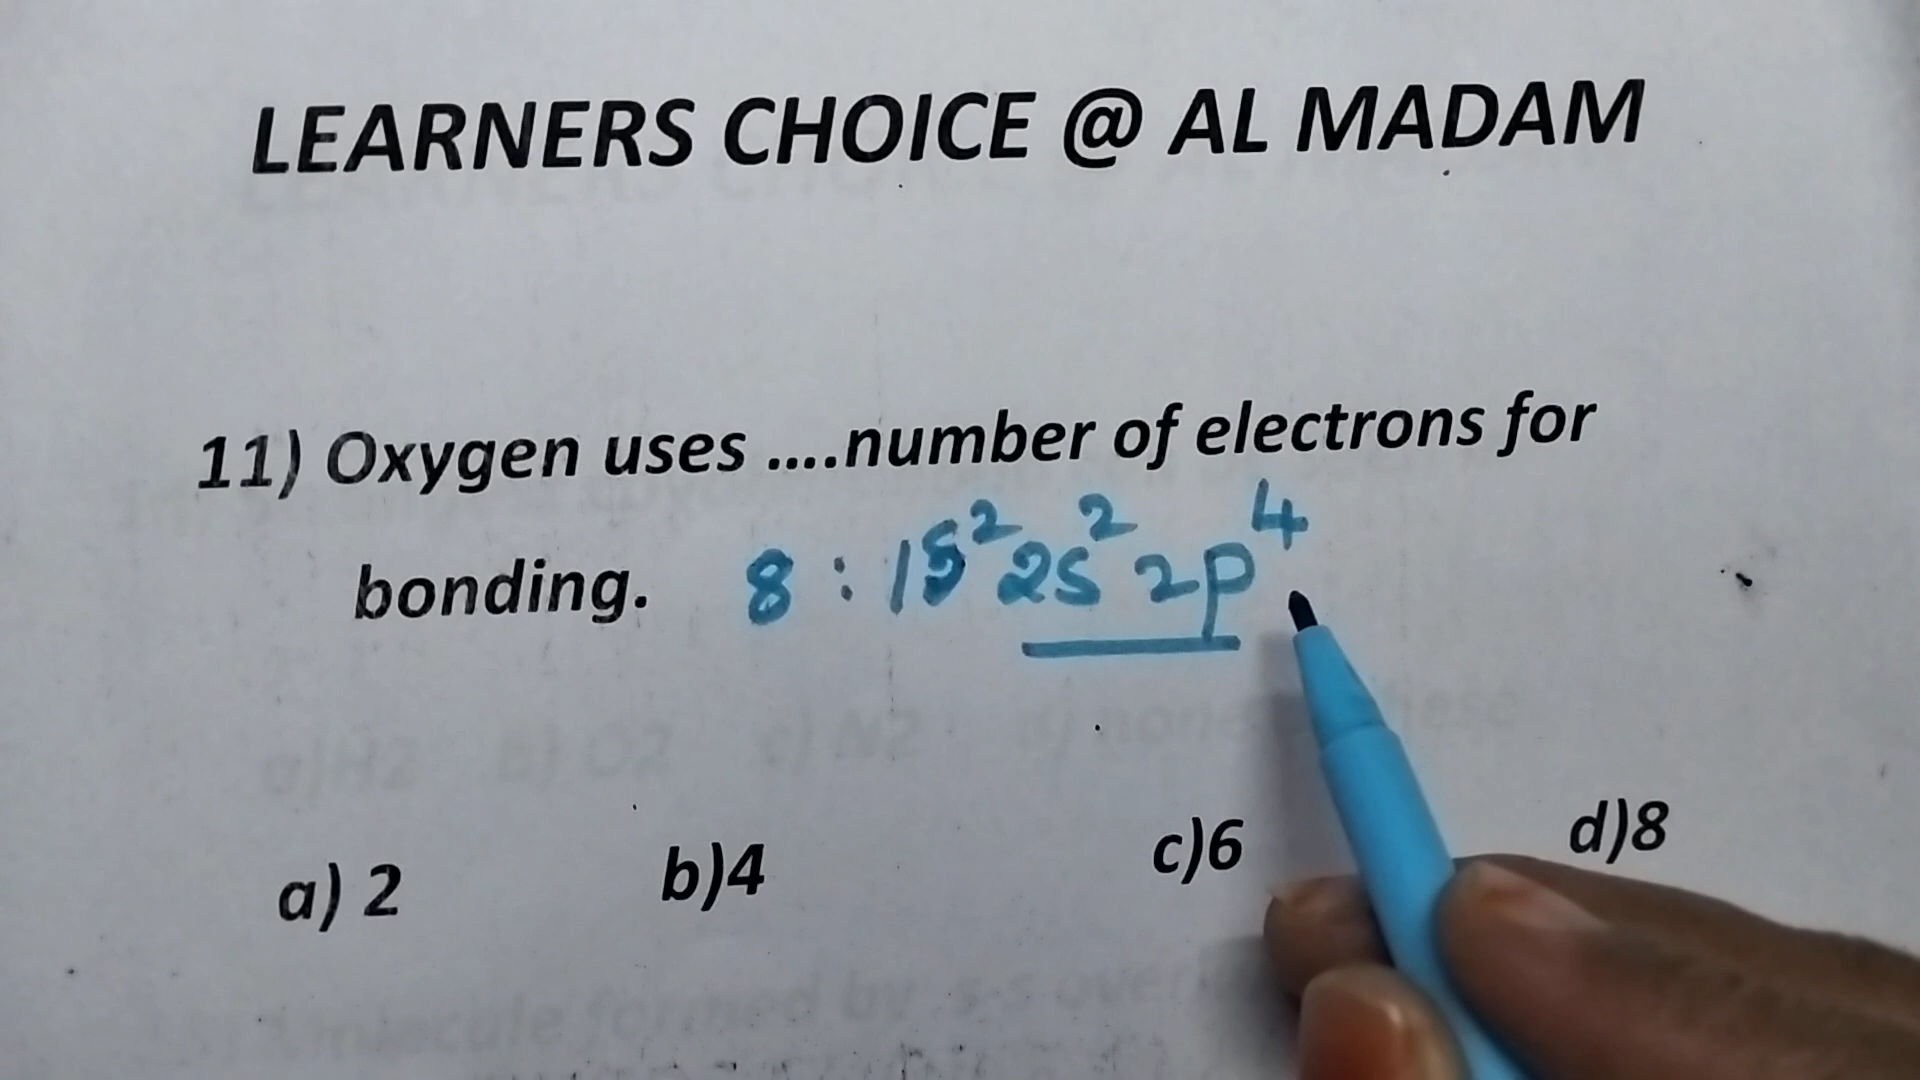 LEARNERS CHOICE @ AL MADAM
11) Oxygen uses ....number of electrons for
bonding. 8 : 1s² 2s² 2p⁴
a) 2 b)4 c)6 d)8